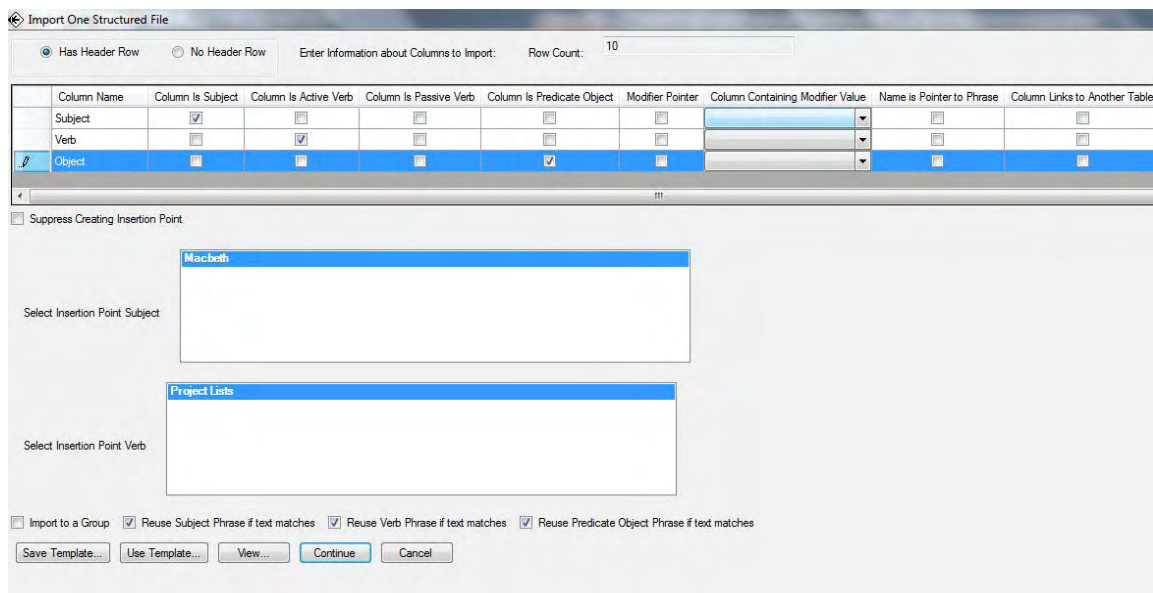 Import One Structured File
Has Header Row No Header Row Enter Information about Columns to Import: Row Count: 10
Column Name Column Is Subject Column Is Active Verb Column Is Passive Verb Column Is Predicate Object Modifier Pointer Column Containing Modifier Value Name is Pointer to Phrase Column Links to Another Table
Subject
Verb
Object
Suppress Creating Insertion Point
Macbeth
Select Insertion Point Subject
Project Lists
Select Insertion Point Verb
Import to a Group Reuse Subject Phrase if text matches Reuse Verb Phrase if text matches Reuse Predicate Object Phrase if text matches
Save Template... Use Template... View... Continue Cancel